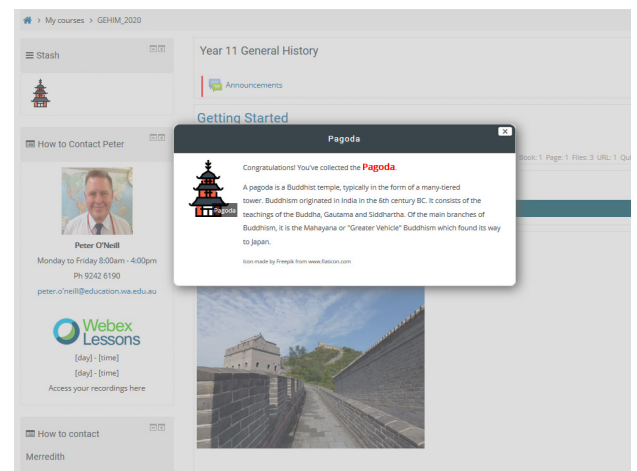 My courses > GEHIM_2020
Stash
How to Contact Peter
Peter O'Neill
Monday to Friday 8:00am - 4:00pm
Ph 9242 6190
peter.o'neill@education.wa.edu.au
Webex
Lessons
[day] - [time]
[day] - [time]
Access your recordings here
How to contact
Merredith
Year 11 General History
Announcements
Getting Started
Book: 1 Page: 1 Files: 3 URL: 1
Pagoda
Pagoda
Congratulations! You've collected the Pagoda.
A pagoda is a Buddhist temple, typically in the form of a many-tiered
tower. Buddhism originated in India in the 6th century BC. It consists of the
teachings of the Buddha, Gautama and Siddhartha. Of the main branches of
Buddhism, it is the Mahayana or "Greater Vehicle" Buddhism which found its way
to Japan.
Icon made by Freepik from www.flaticon.com